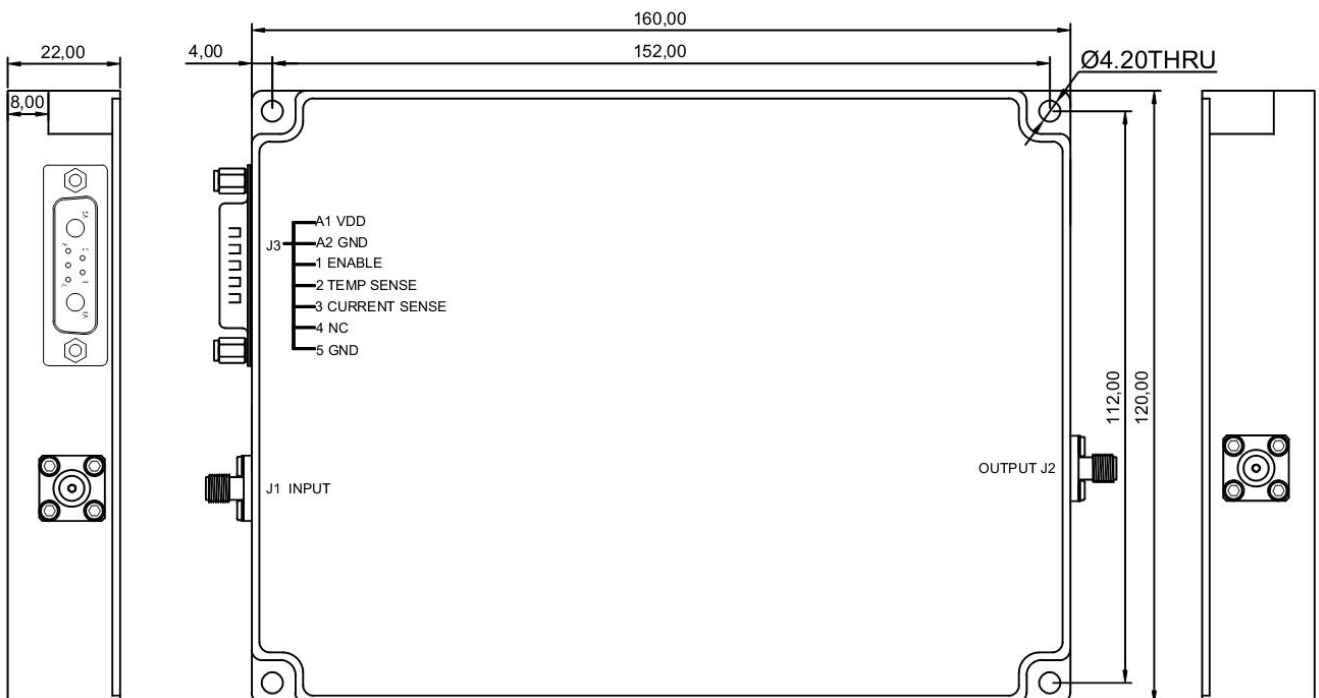 160,00
22,00
4,00
152,00
Ø4.20THRU
8,00
A1 VDD
J3
A2 GND
1 ENABLE
2 TEMP SENSE
3 CURRENT SENSE
4 NC
5 GND
112,00
120,00
OUTPUT J2
J1 INPUT